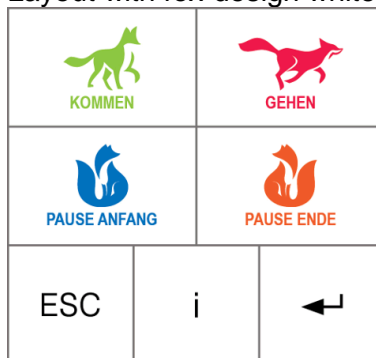 Layout with fox design white
KOMMEN
GEHEN
PAUSE ANFANG
PAUSE ENDE
ESC
i